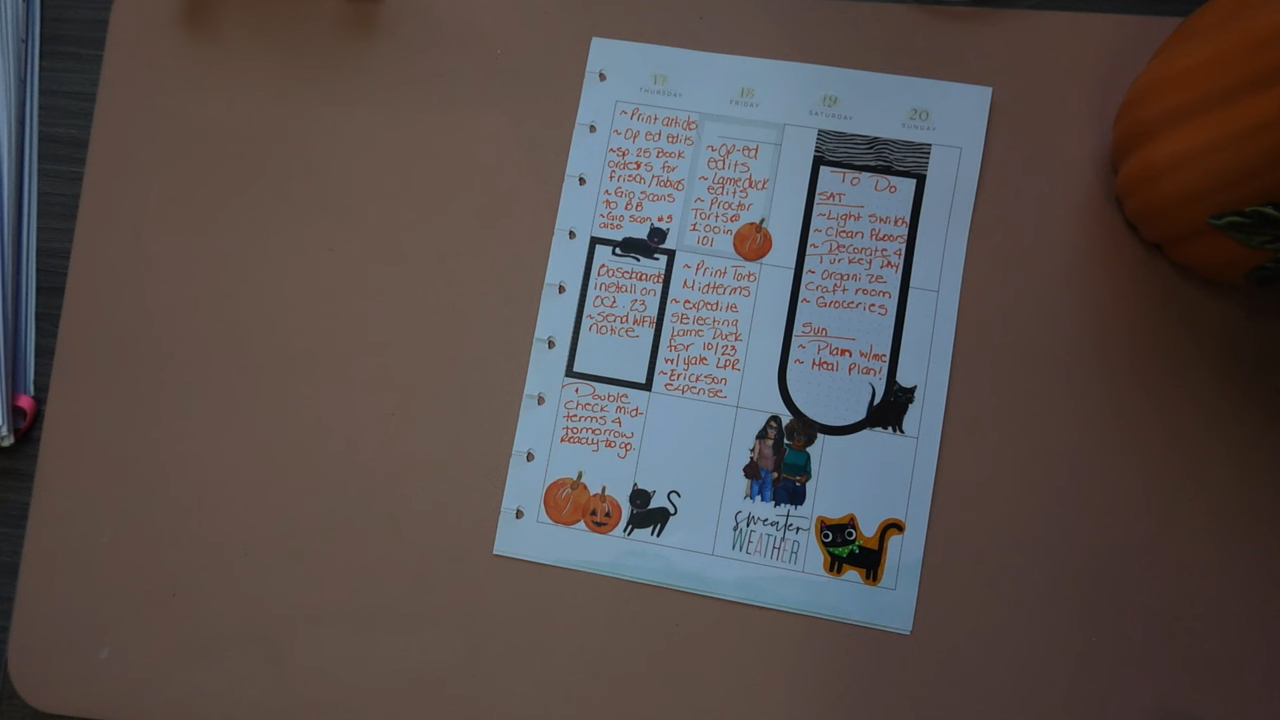 17
THURSDAY
~Print articles
~Op ed edits
~Sp. 25 Book
orders for
Frisch/Tobias
~Gio scans
to BB
~Gio scan #5
also
Baseboards
install on
Oct. 23
~Send WFH
notice
Double
check mid-
terms &
tomorrow
Ready to go.
18
FRIDAY
~Op-ed
edits
~Lame duck
edits
~Proctor
Torts@
1:00 in
101
~Print Torts
Midterms
~expedite
selecting
Lame Duck
for 10/23
w/ Yale LPR
~Erickson
expense
19
SATURDAY
20
SUNDAY
To Do
SAT
~Light Switch
~Clean Floors
~Decorate 4
Turkey Day
~Organize
Craft room
~Groceries
Sun
~Plan w/me
~Meal plan!
sweater
WEATHER